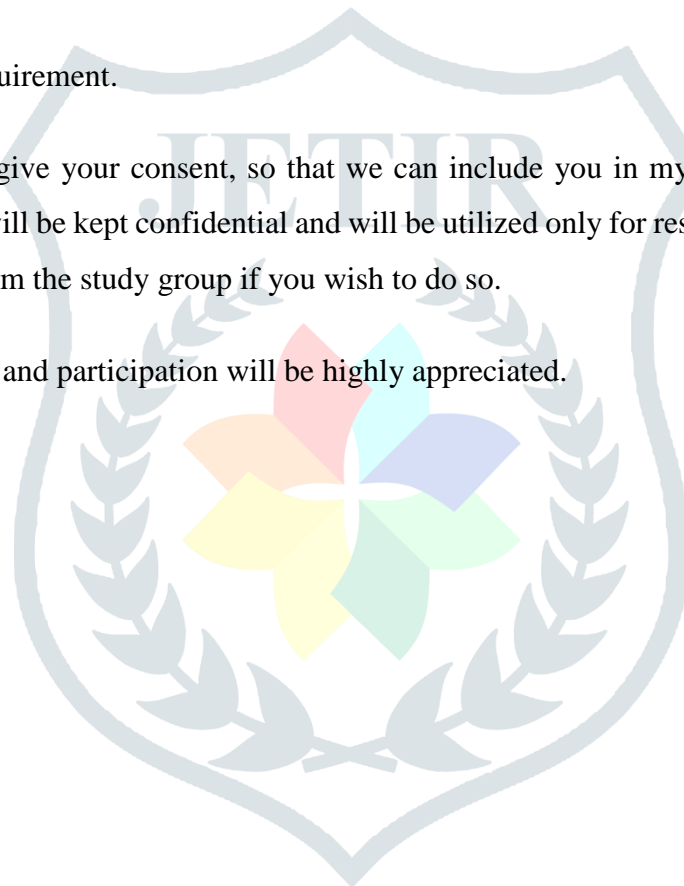 uirement.
JETIR
give your consent, so that we can include you in my
ill be kept confidential and will be utilized only for res
m the study group if you wish to do so.
and participation will be highly appreciated.